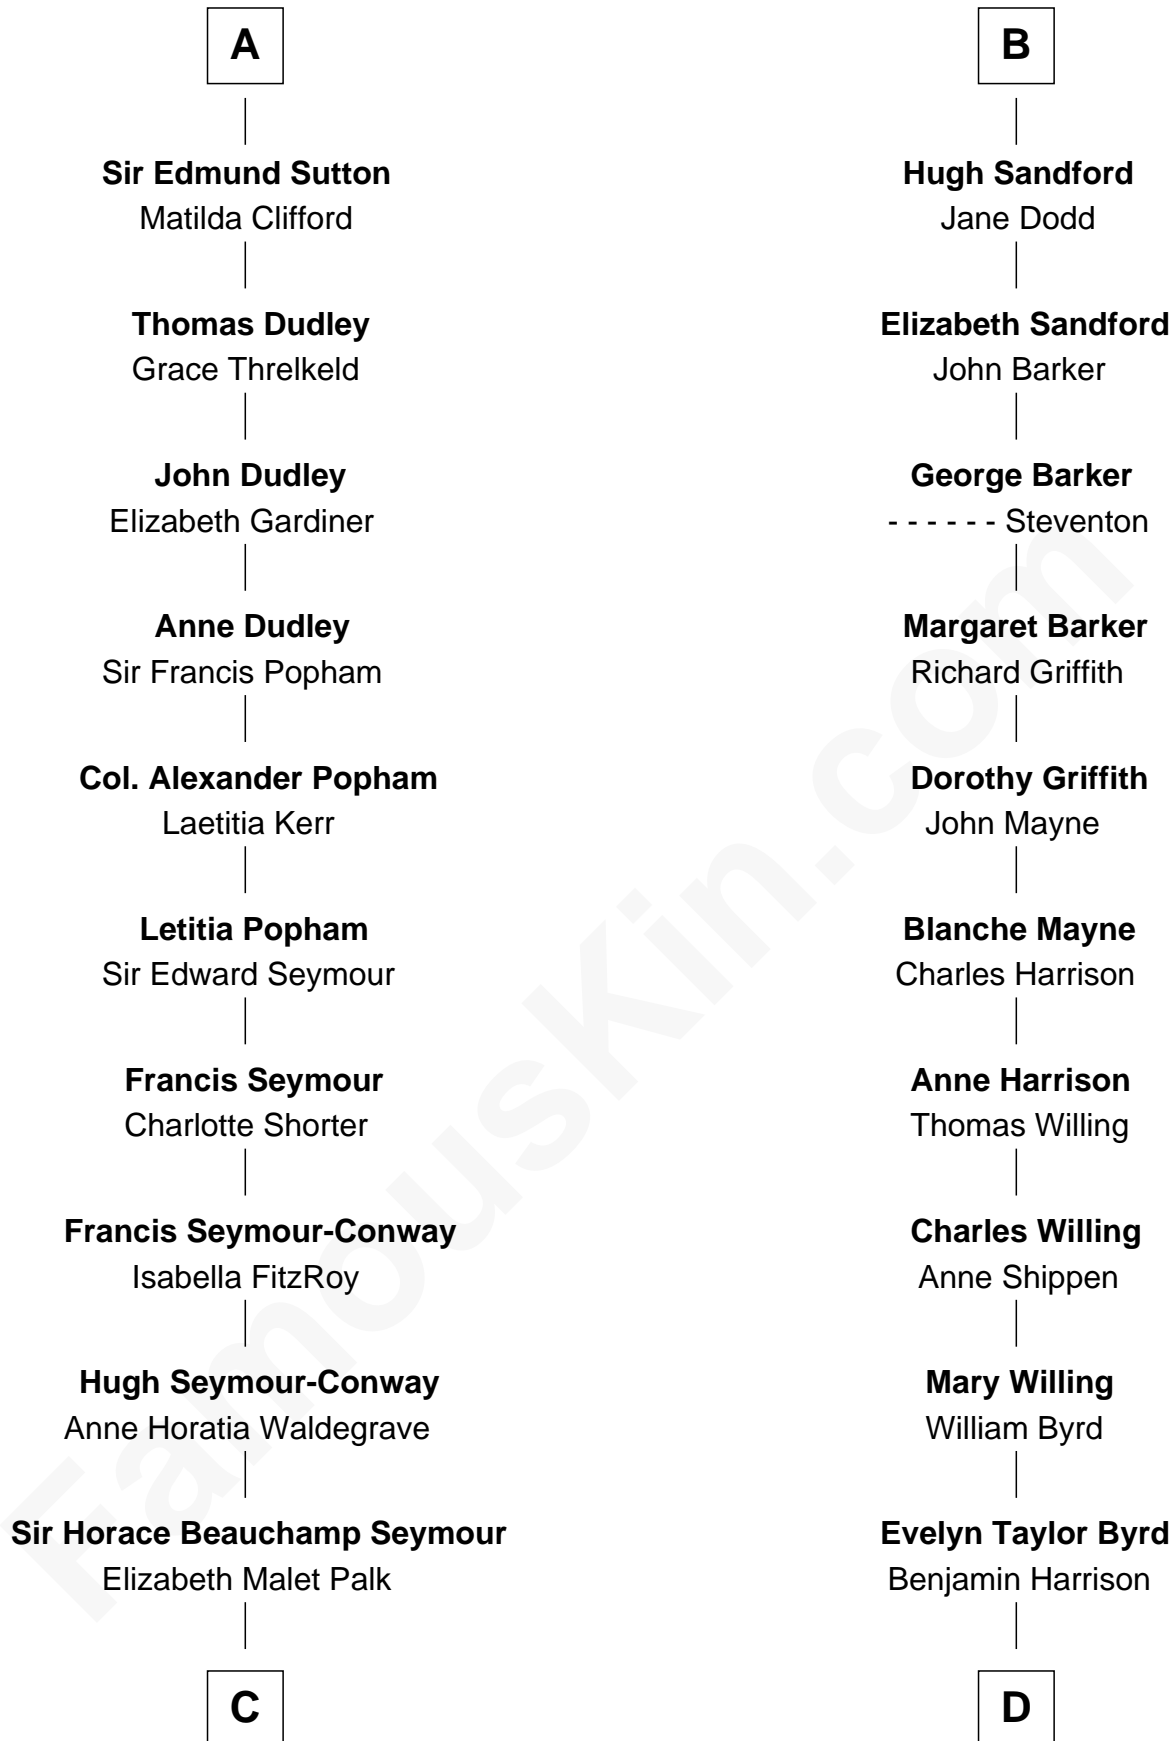 A
Sir Edmund Sutton
Matilda Clifford
Thomas Dudley
Grace Threlkeld
John Dudley
Elizabeth Gardiner
Anne Dudley
Sir Francis Popham
Col. Alexander Popham
Laetitia Kerr
Letitia Popham
Sir Edward Seymour
Francis Seymour
Charlotte Shorter
Francis Seymour-Conway
Isabella FitzRoy
Hugh Seymour-Conway
Anne Horatia Waldegrave
Sir Horace Beauchamp Seymour
Elizabeth Malet Palk
C
B
Hugh Sandford
Jane Dodd
Elizabeth Sandford
John Barker
George Barker
- - - - - - Steventon
Margaret Barker
Richard Griffith
Dorothy Griffith
John Mayne
Blanche Mayne
Charles Harrison
Anne Harrison
Thomas Willing
Charles Willing
Anne Shippen
Mary Willing
William Byrd
Evelyn Taylor Byrd
Benjamin Harrison
D
FamousKin.com